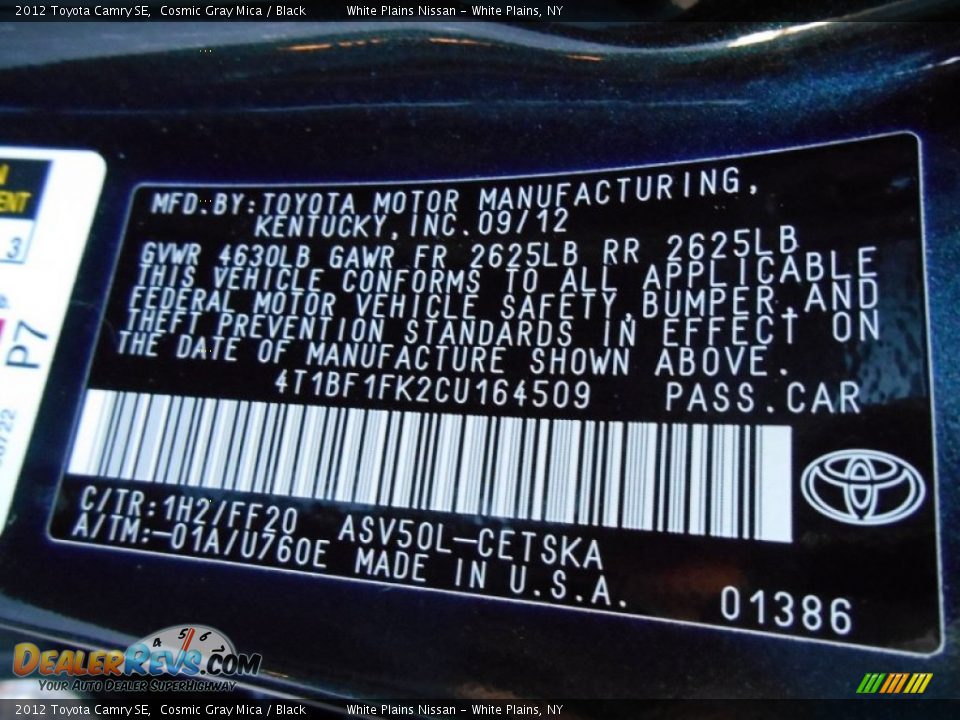 2012 Toyota Camry SE,  Cosmic Gray Mica / Black     White Plains Nissan - White Plains, NY
MFD.BY:TOYOTA MOTOR MANUFACTURING,
KENTUCKY,INC.09/12
GVWR 4630LB GAWR FR 2625LB RR 2625LB
THIS VEHICLE CONFORMS TO ALL APPLICABLE
FEDERAL MOTOR VEHICLE SAFETY,BUMPER,AND
THEFT PREVENTION STANDARDS IN EFFECT ON
THE DATE OF MANUFACTURE SHOWN ABOVE.
4T1BF1FK2CU164509 PASS.CAR
C/TR:1H2/FF20 ASV50L-CETSKA
A/TM:-01A/U760E MADE IN U.S.A.
01386
3
P7
4 5 6
DEALERREVS.COM
YOUR AUTO DEALER SUPERHIGHWAY
2012 Toyota Camry SE,  Cosmic Gray Mica / Black     White Plains Nissan - White Plains, NY